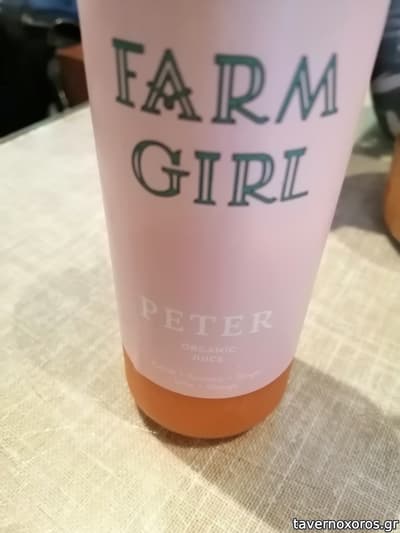 FARM
GIRL
PETER
ORGANIC
JUICE
tavernoxoros.gr